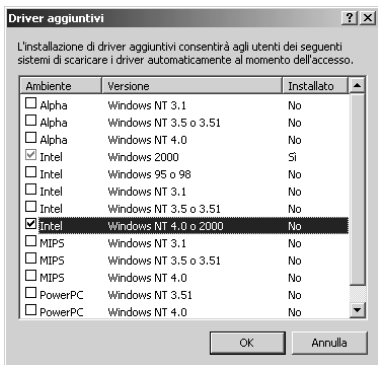 Driver aggiuntivi
L'installazione di driver aggiuntivi consentirà agli utenti dei seguenti
sistemi di scaricare i driver automaticamente al momento dell'accesso.
Ambiente Versione Installato
Alpha Windows NT 3.1 No
Alpha Windows NT 3.5 o 3.51 No
Alpha Windows NT 4.0 No
Intel Windows 2000 Sì
Intel Windows 95 o 98 No
Intel Windows NT 3.1 No
Intel Windows NT 3.5 o 3.51 No
Intel Windows NT 4.0 o 2000 No
MIPS Windows NT 3.1 No
MIPS Windows NT 3.5 o 3.51 No
MIPS Windows NT 4.0 No
PowerPC Windows NT 3.51 No
PowerPC Windows NT 4.0 No
OK Annulla